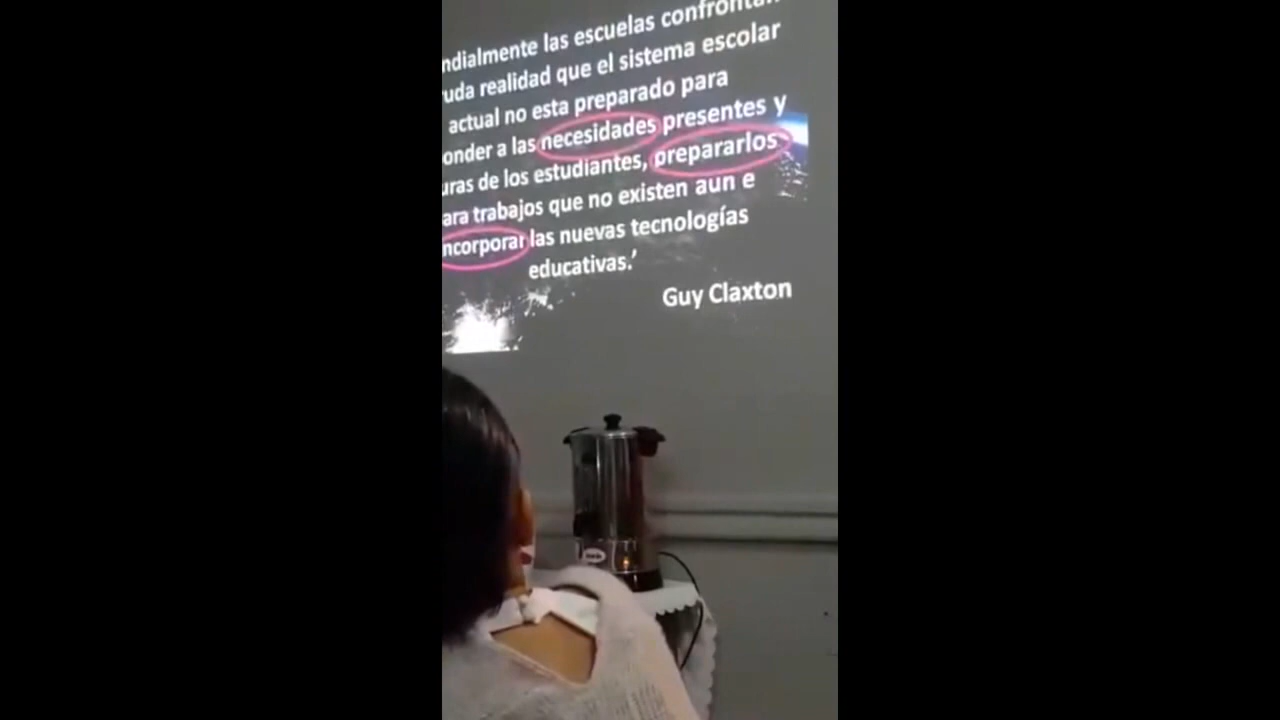 ndialmente las escuelas confrontan
uda realidad que el sistema escolar
actual no esta preparado para
onder a las necesidades presentes y
uras de los estudiantes, prepararlos
ara trabajos que no existen aun e
ncorporar las nuevas tecnologías
educativas.’
Guy Claxton